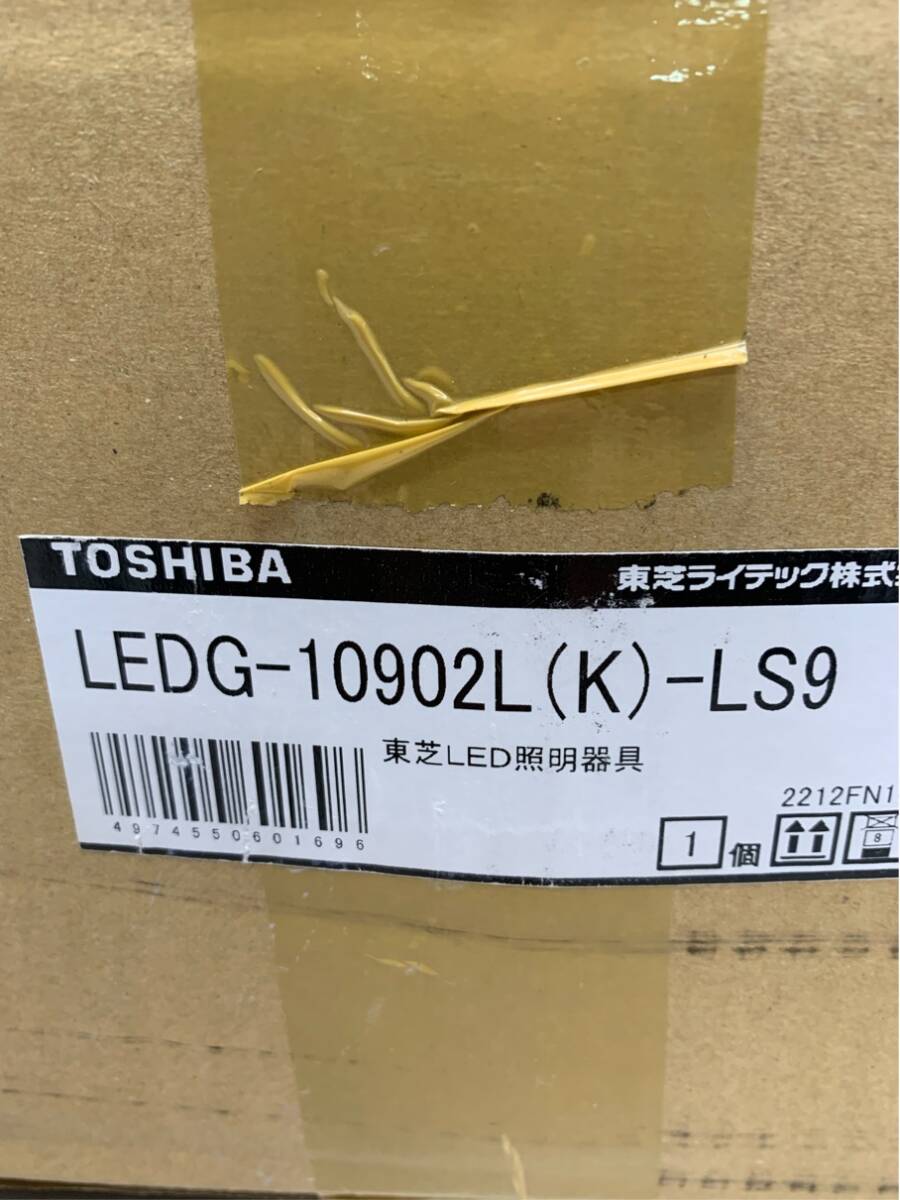 TOSHIBA
東芝ライテック株式
LEDG-10902L(K)-LS9
東芝LED照明器具
4974550601696
2212FN1
1個
8